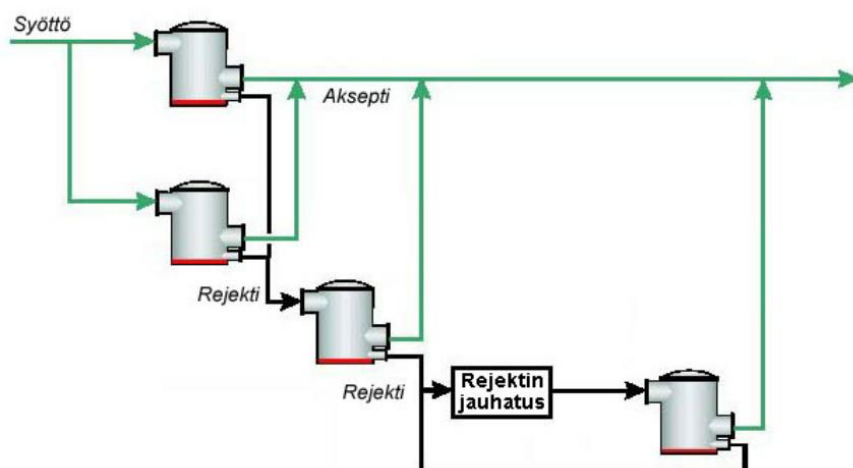 Syöttö
Aksepti
Rejekti
Rejekti
Rejektin
jauhatus